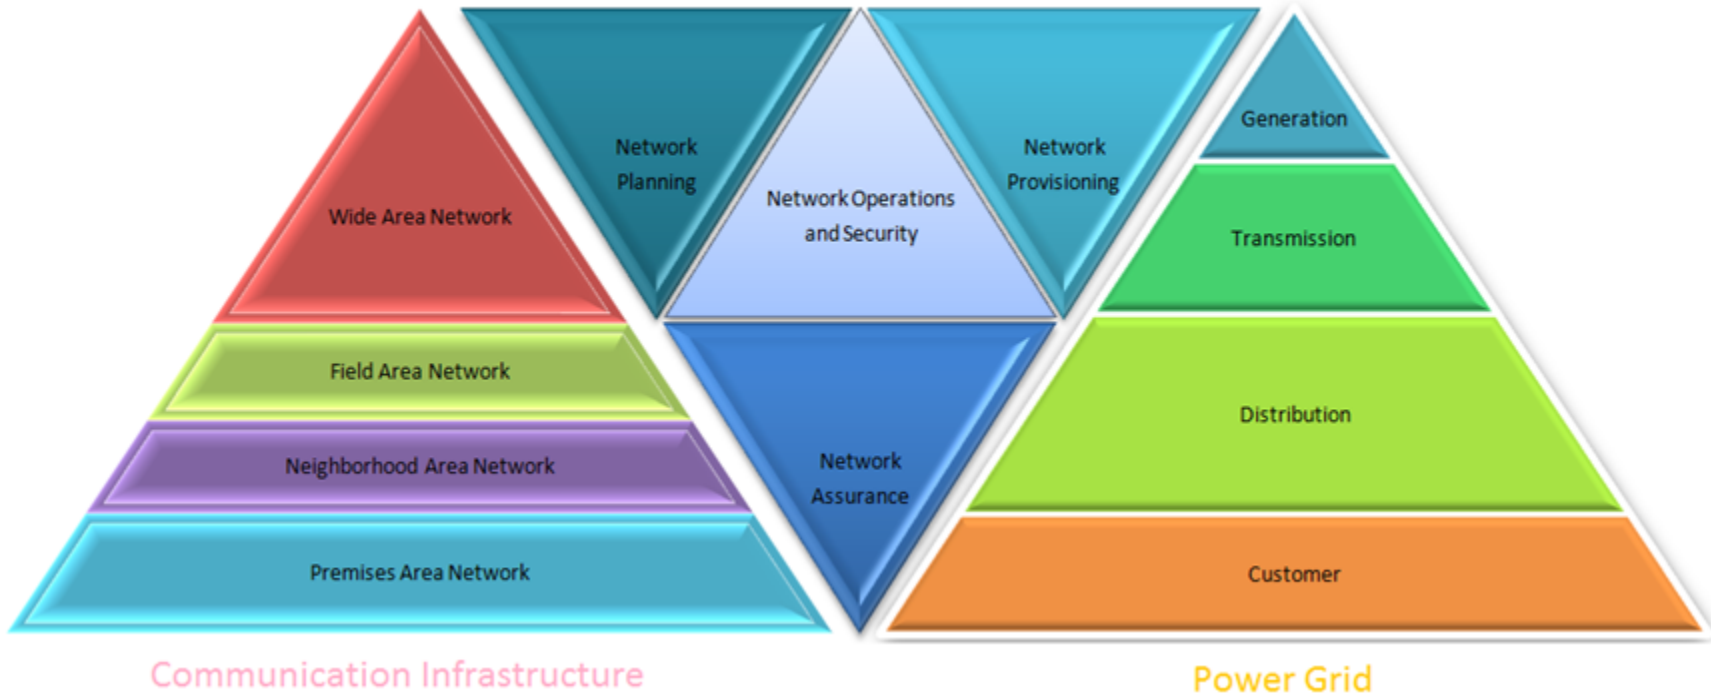 Wide Area Network
Field Area Network
Neighborhood Area Network
Premises Area Network
Communication Infrastructure
Network
Planning
Network Operations
and Security
Network
Provisioning
Network
Assurance
Generation
Transmission
Distribution
Customer
Power Grid